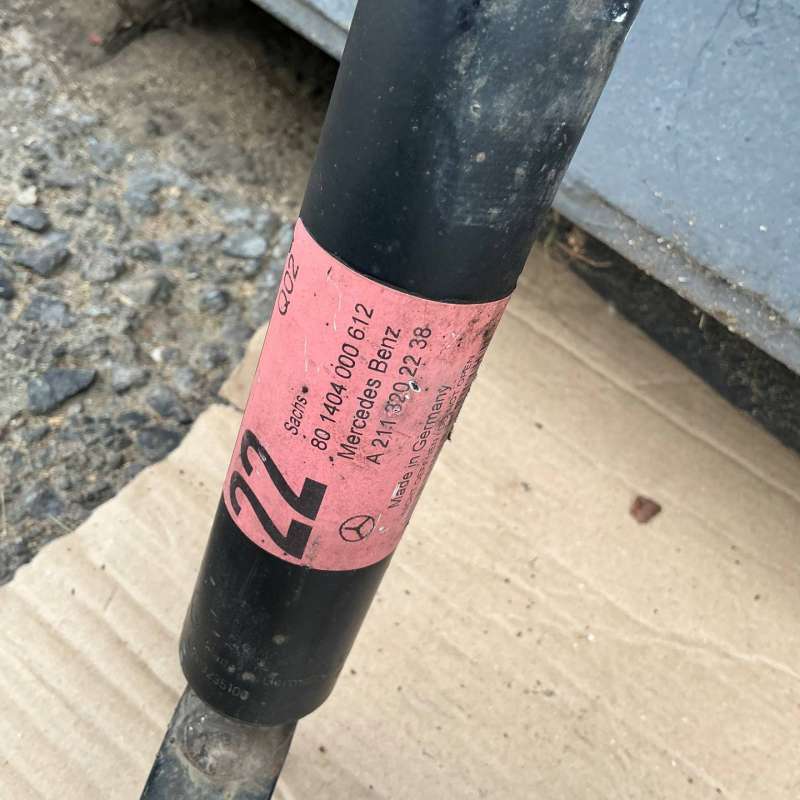 Q02
22
Sachs
80 1404 000 612
Mercedes Benz
A 211 320 22 38
Made in Germany